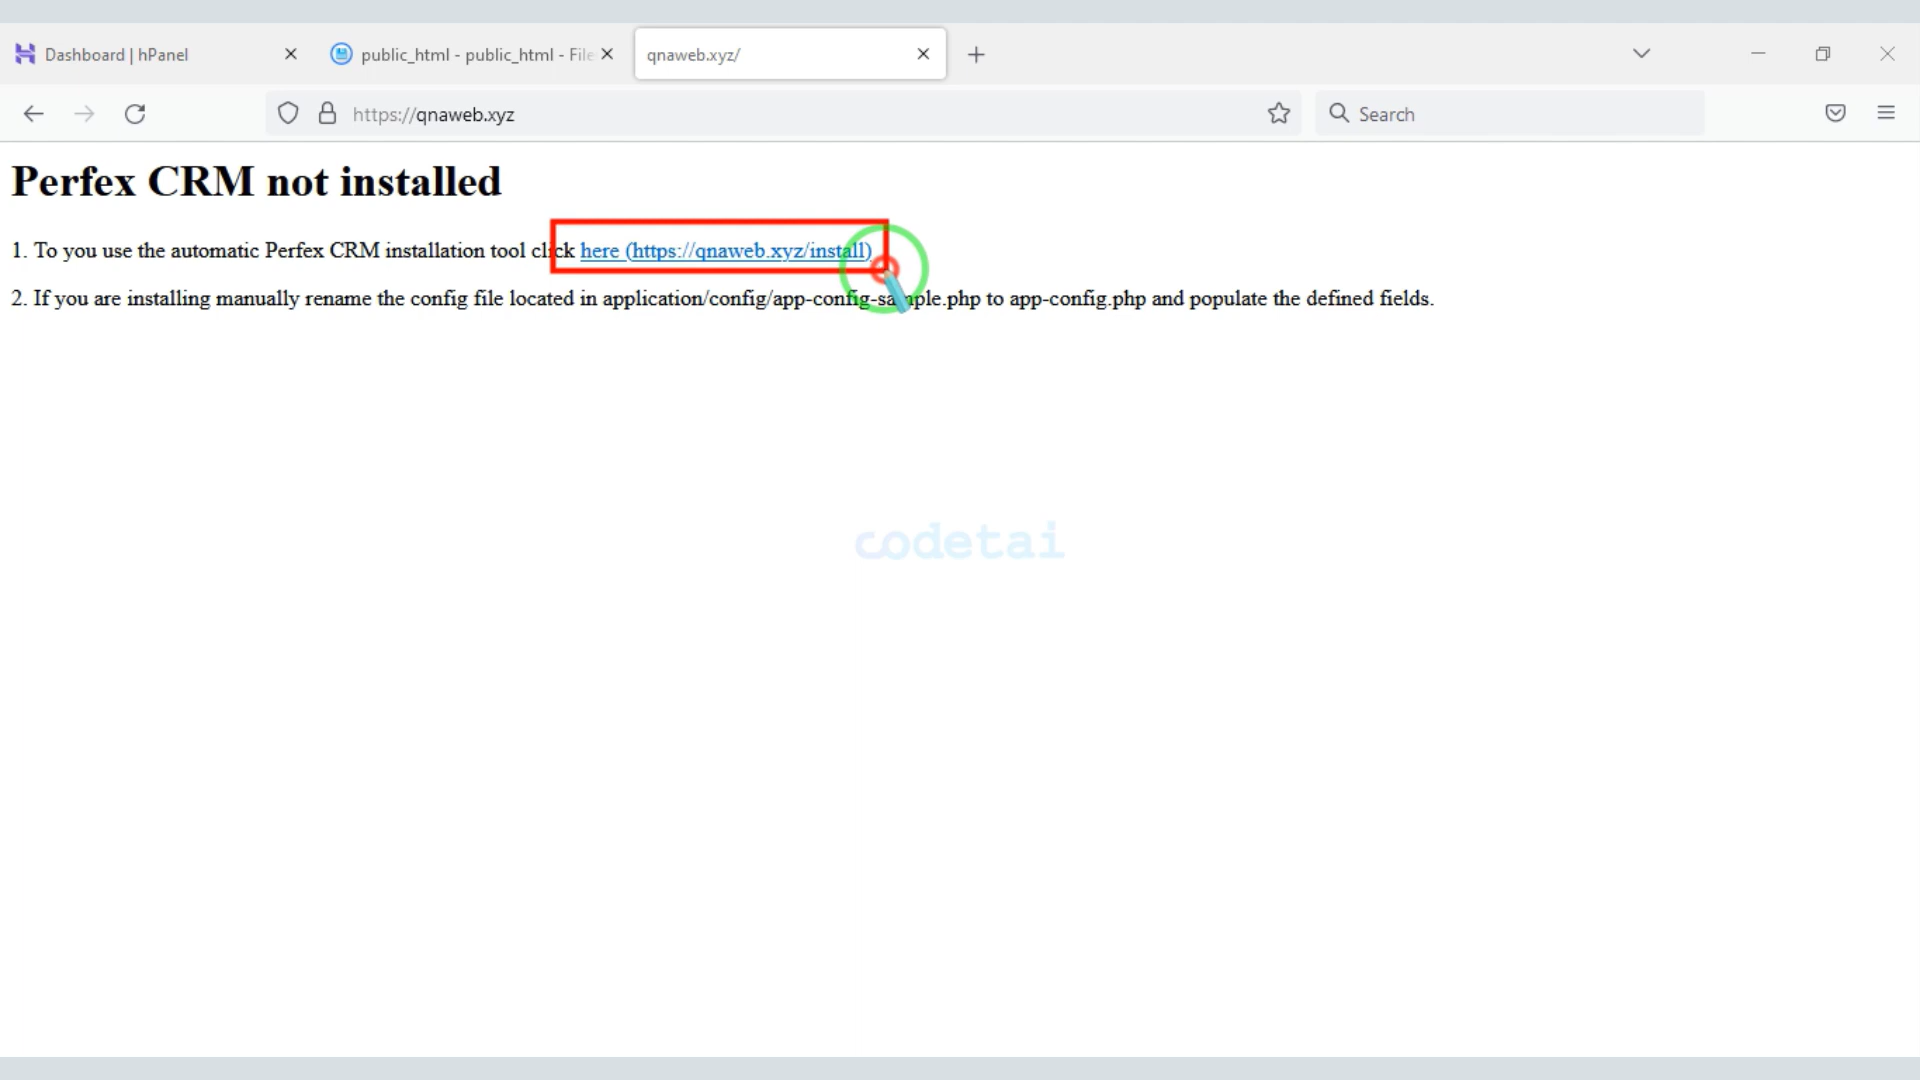 Dashboard | hPanel
public_html - public_html - File
qnaweb.xyz/
https://qnaweb.xyz
Search
Perfex CRM not installed
1. To you use the automatic Perfex CRM installation tool click here (https://qnaweb.xyz/install)
2. If you are installing manually rename the config file located in application/config/app-config-sample.php to app-config.php and populate the defined fields.
codetai